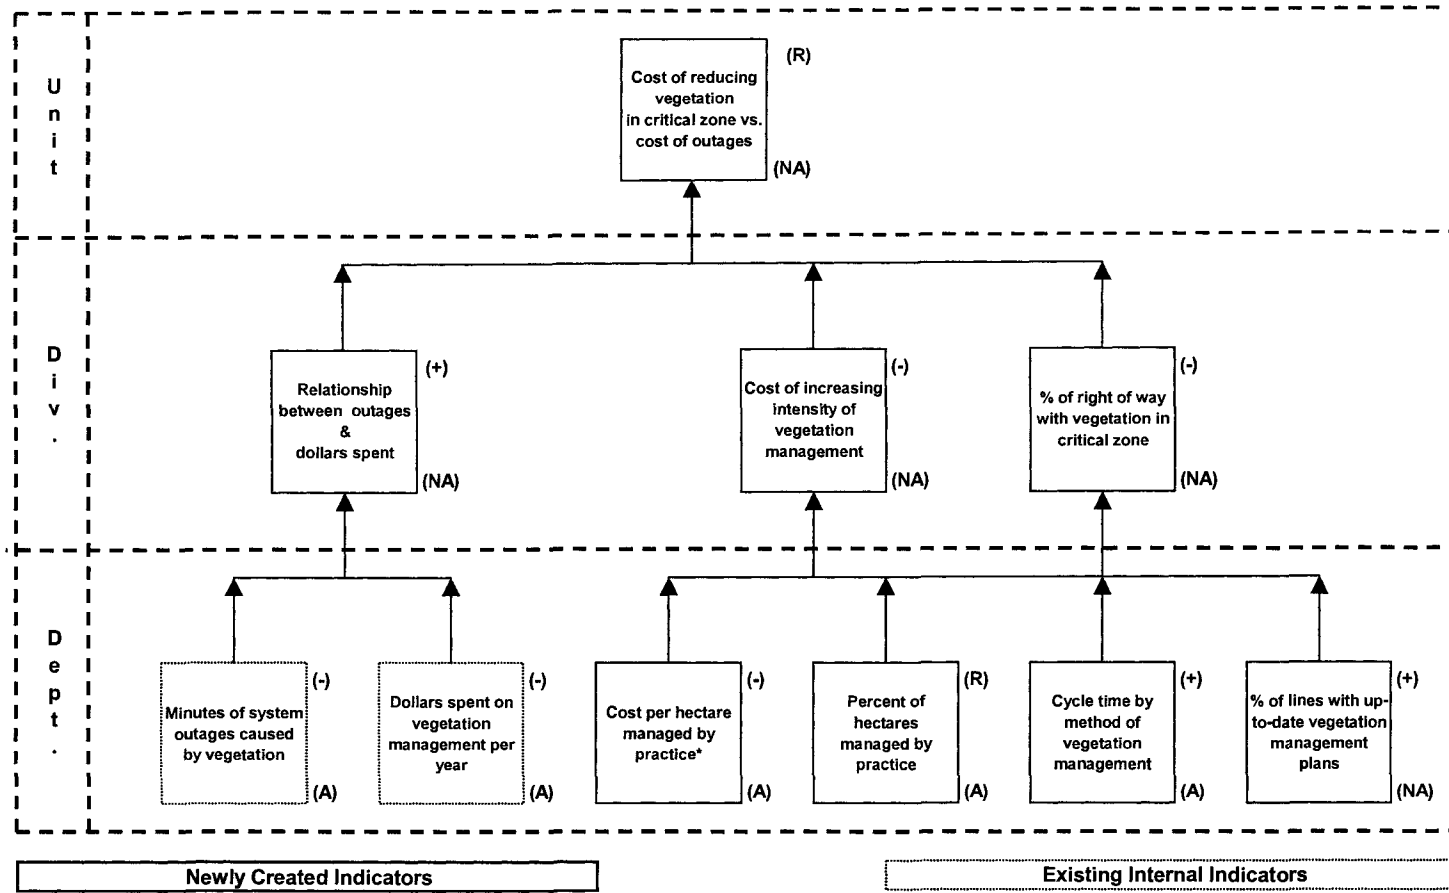 Unit
(R)
Cost of reducing
vegetation
in critical zone vs.
cost of outages
(NA)
Div.
(+)
Relationship
between outages
&
dollars spent
(NA)
(-)
Cost of increasing
intensity of
vegetation
management
(NA)
(-)
% of right of way
with vegetation in
critical zone
(NA)
Dept.
(-)
Minutes of system
outages caused
by vegetation
(A)
(-)
Dollars spent on
vegetation
management per
year
(A)
(-)
Cost per hectare
managed by
practice*
(A)
(R)
Percent of
hectares
managed by
practice
(A)
(+)
Cycle time by
method of
vegetation
management
(A)
(+)
% of lines with up-
to-date vegetation
management
plans
(NA)
Newly Created Indicators
Existing Internal Indicators